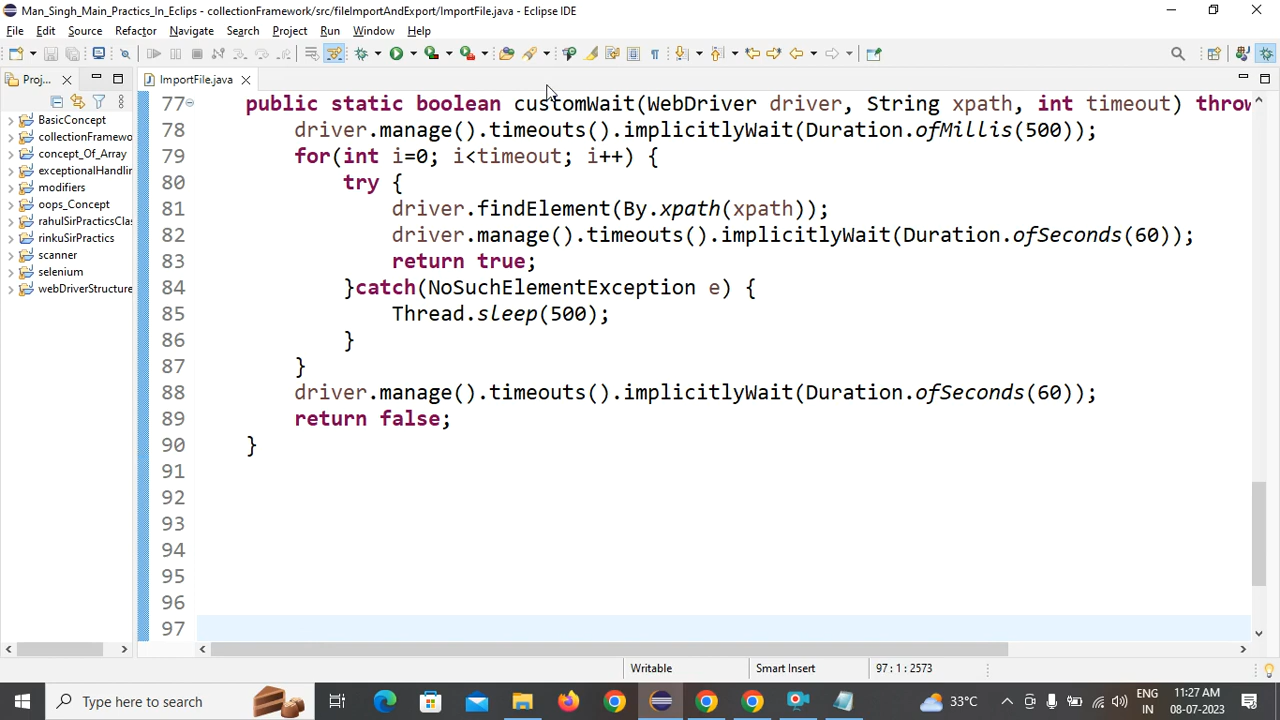 Man_Singh_Main_Practics_In_Eclips - collectionFramework/src/fileImportAndExport/ImportFile.java - Eclipse IDE
File Edit Source Refactor Navigate Search Project Run Window Help
Proj... ImportFile.java
BasicConcept
collectionFramewo
concept_Of_Array
exceptionalHandlin
modifiers
oops_Concept
rahulSirPracticsClas
rinkuSirPractics
scanner
selenium
webDriverStructure
77 public static boolean customWait(WebDriver driver, String xpath, int timeout) throw
78 driver.manage().timeouts().implicitlyWait(Duration.ofMillis(500));
79 for(int i=0; i<timeout; i++) {
80 try {
81 driver.findElement(By.xpath(xpath));
82 driver.manage().timeouts().implicitlyWait(Duration.ofSeconds(60));
83 return true;
84 }catch(NoSuchElementException e) {
85 Thread.sleep(500);
86 }
87 }
88 driver.manage().timeouts().implicitlyWait(Duration.ofSeconds(60));
89 return false;
90 }
91
92
93
94
95
96
97
Writable Smart Insert 97 : 1 : 2573
Type here to search 33°C ENG 11:27 AM
IN 08-07-2023